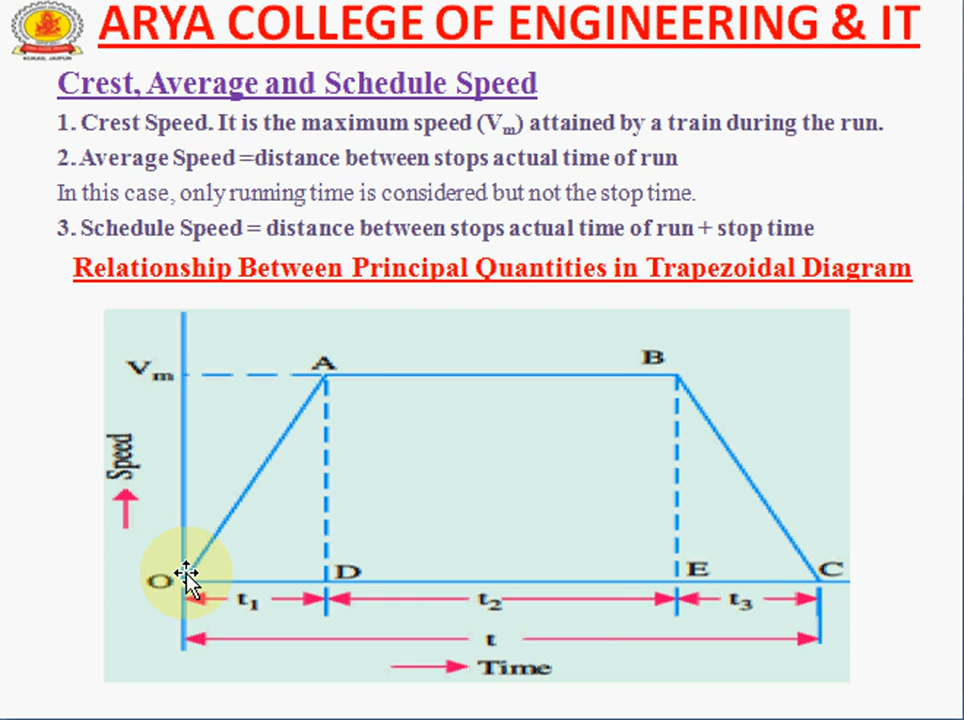 ARYA COLLEGE OF ENGINEERING & IT
KUKAS, JAIPUR
Crest, Average and Schedule Speed
1. Crest Speed. It is the maximum speed (Vm) attained by a train during the run.
2. Average Speed =distance between stops actual time of run
In this case, only running time is considered but not the stop time.
3. Schedule Speed = distance between stops actual time of run + stop time
Relationship Between Principal Quantities in Trapezoidal Diagram
Vm A B
Speed
O D E C
t1 t2 t3
t
Time